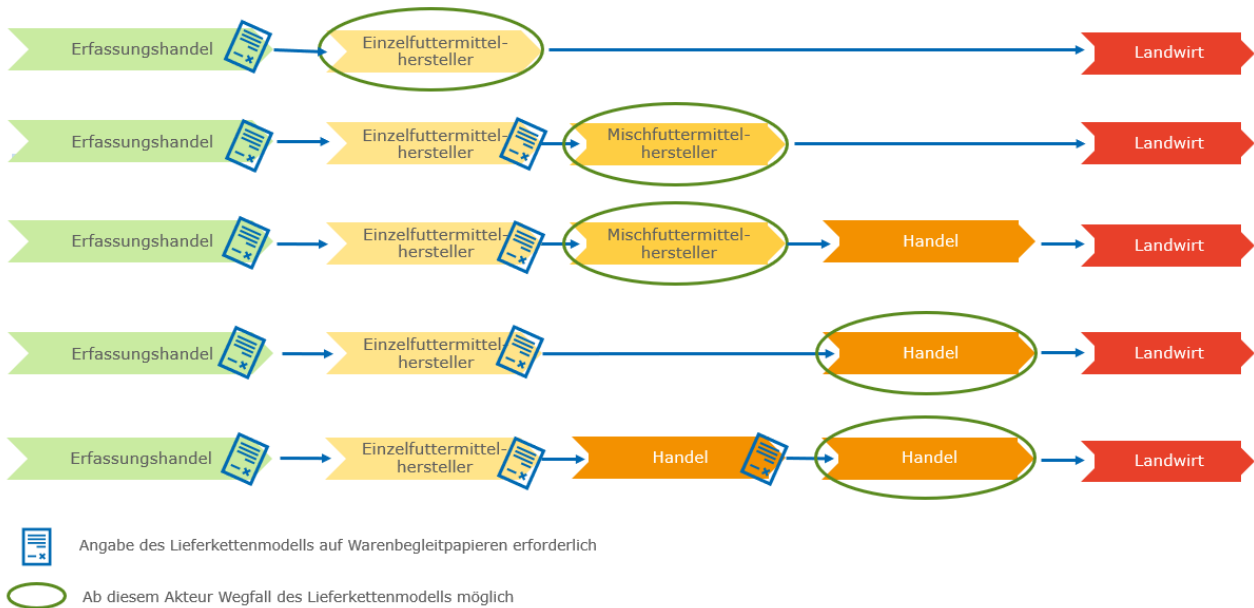 Erfassungshandel
Einzelfuttermittel-
hersteller
Landwirt
Erfassungshandel
Einzelfuttermittel-
hersteller
Mischfuttermittel-
hersteller
Landwirt
Erfassungshandel
Einzelfuttermittel-
hersteller
Mischfuttermittel-
hersteller
Handel
Landwirt
Erfassungshandel
Einzelfuttermittel-
hersteller
Handel
Landwirt
Erfassungshandel
Einzelfuttermittel-
hersteller
Handel
Handel
Landwirt
Angabe des Lieferkettenmodells auf Warenbegleitpapieren erforderlich
Ab diesem Akteur Wegfall des Lieferkettenmodells möglich